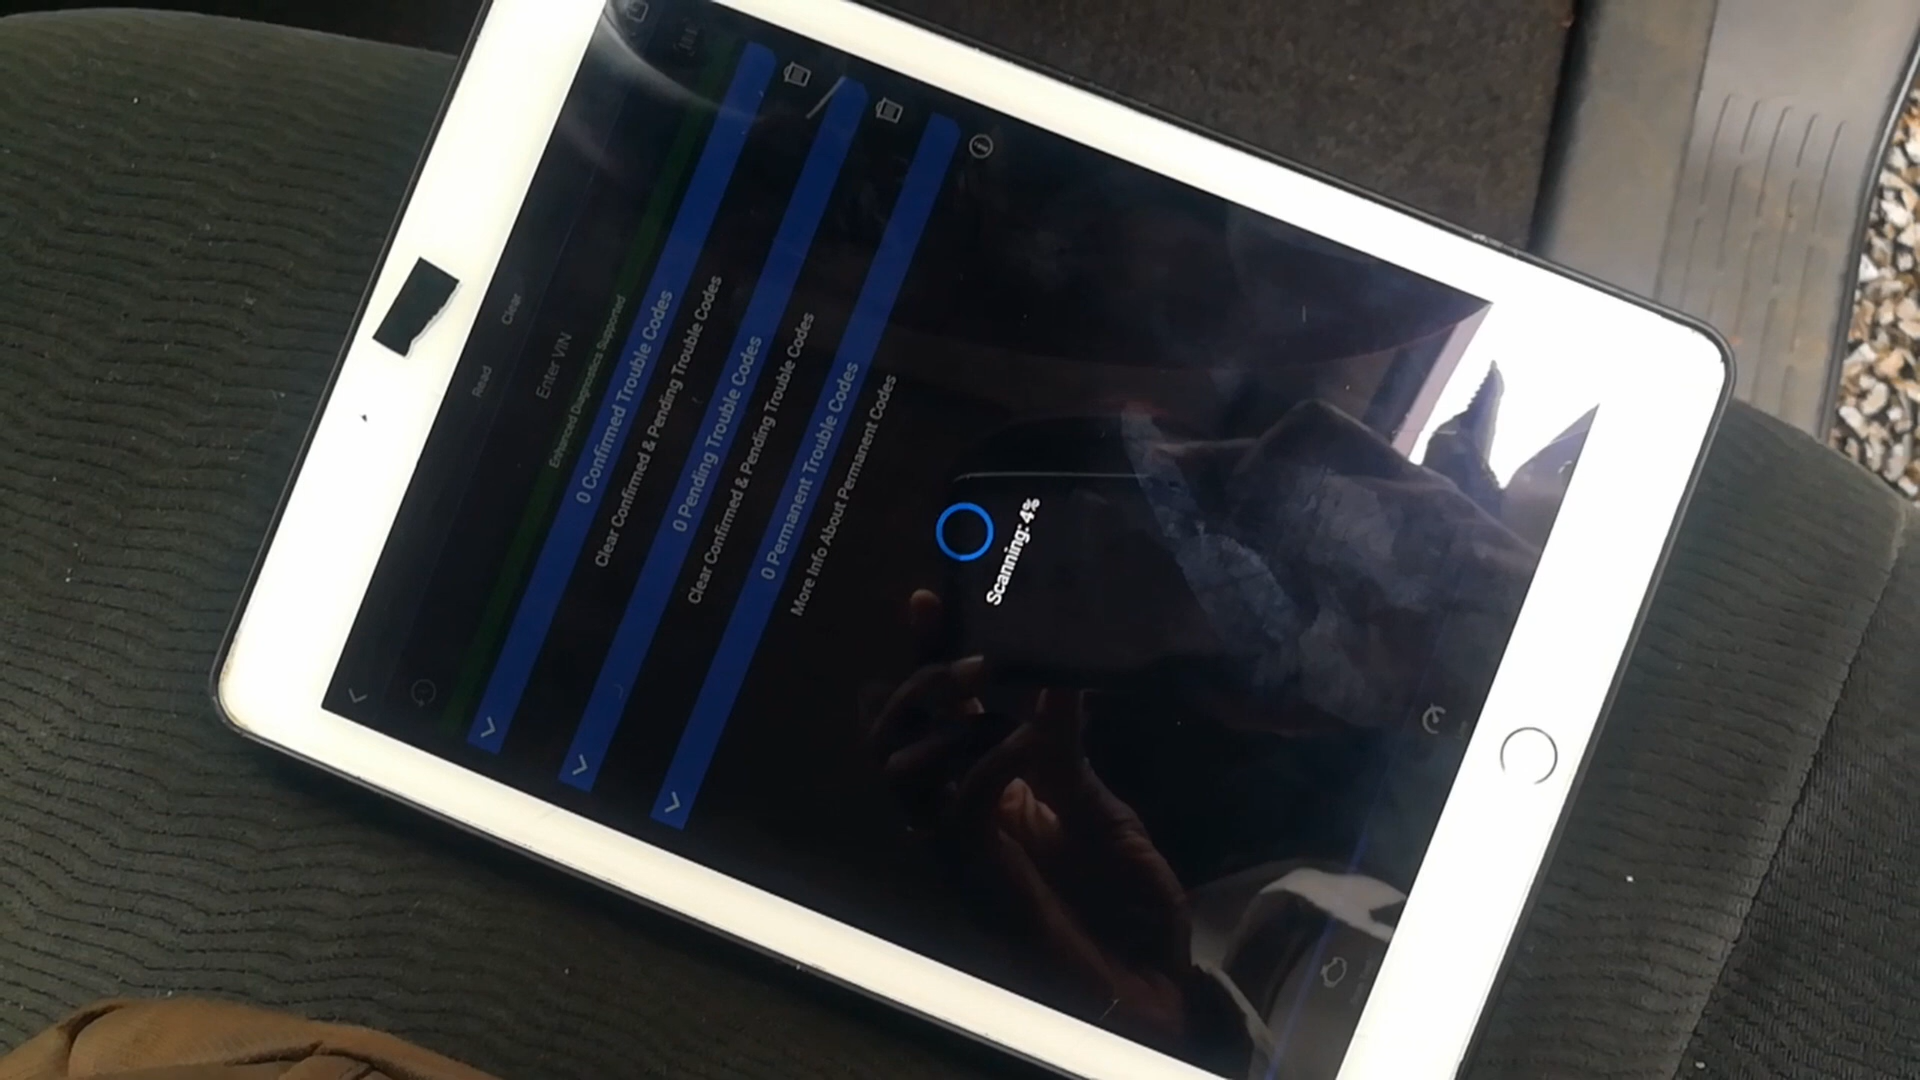 Read
Clear
Enter VIN
Enhanced Diagnostics Supported
0 Confirmed Trouble Codes
Clear Confirmed & Pending Trouble Codes
0 Pending Trouble Codes
Clear Confirmed & Pending Trouble Codes
0 Permanent Trouble Codes
More Info About Permanent Codes
Scanning: 4%